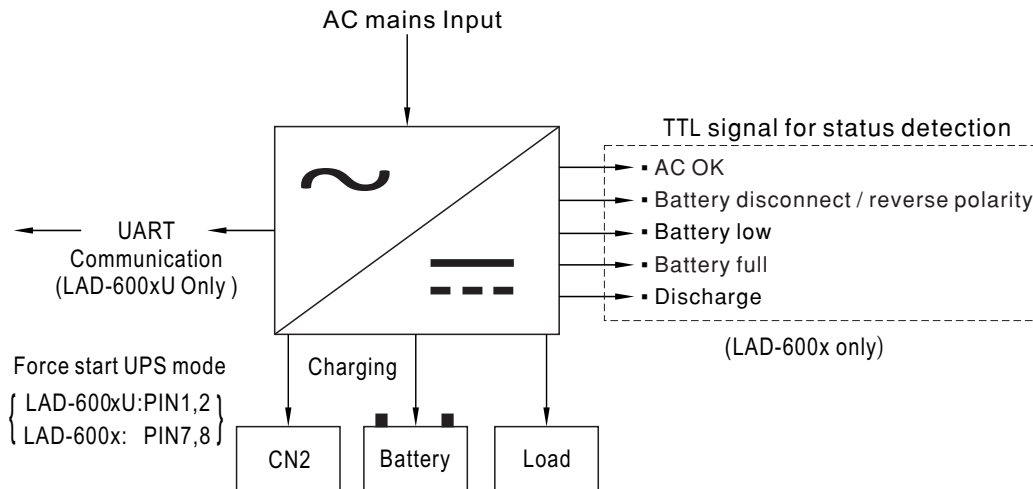 AC mains Input
TTL signal for status detection
▪ AC OK
▪ Battery disconnect / reverse polarity
▪ Battery low
▪ Battery full
▪ Discharge
(LAD-600x only)
UART
Communication
(LAD-600xU Only )
Force start UPS mode
{ LAD-600xU:PIN1,2 }
{ LAD-600x: PIN7,8 }
Charging
CN2
Battery
Load